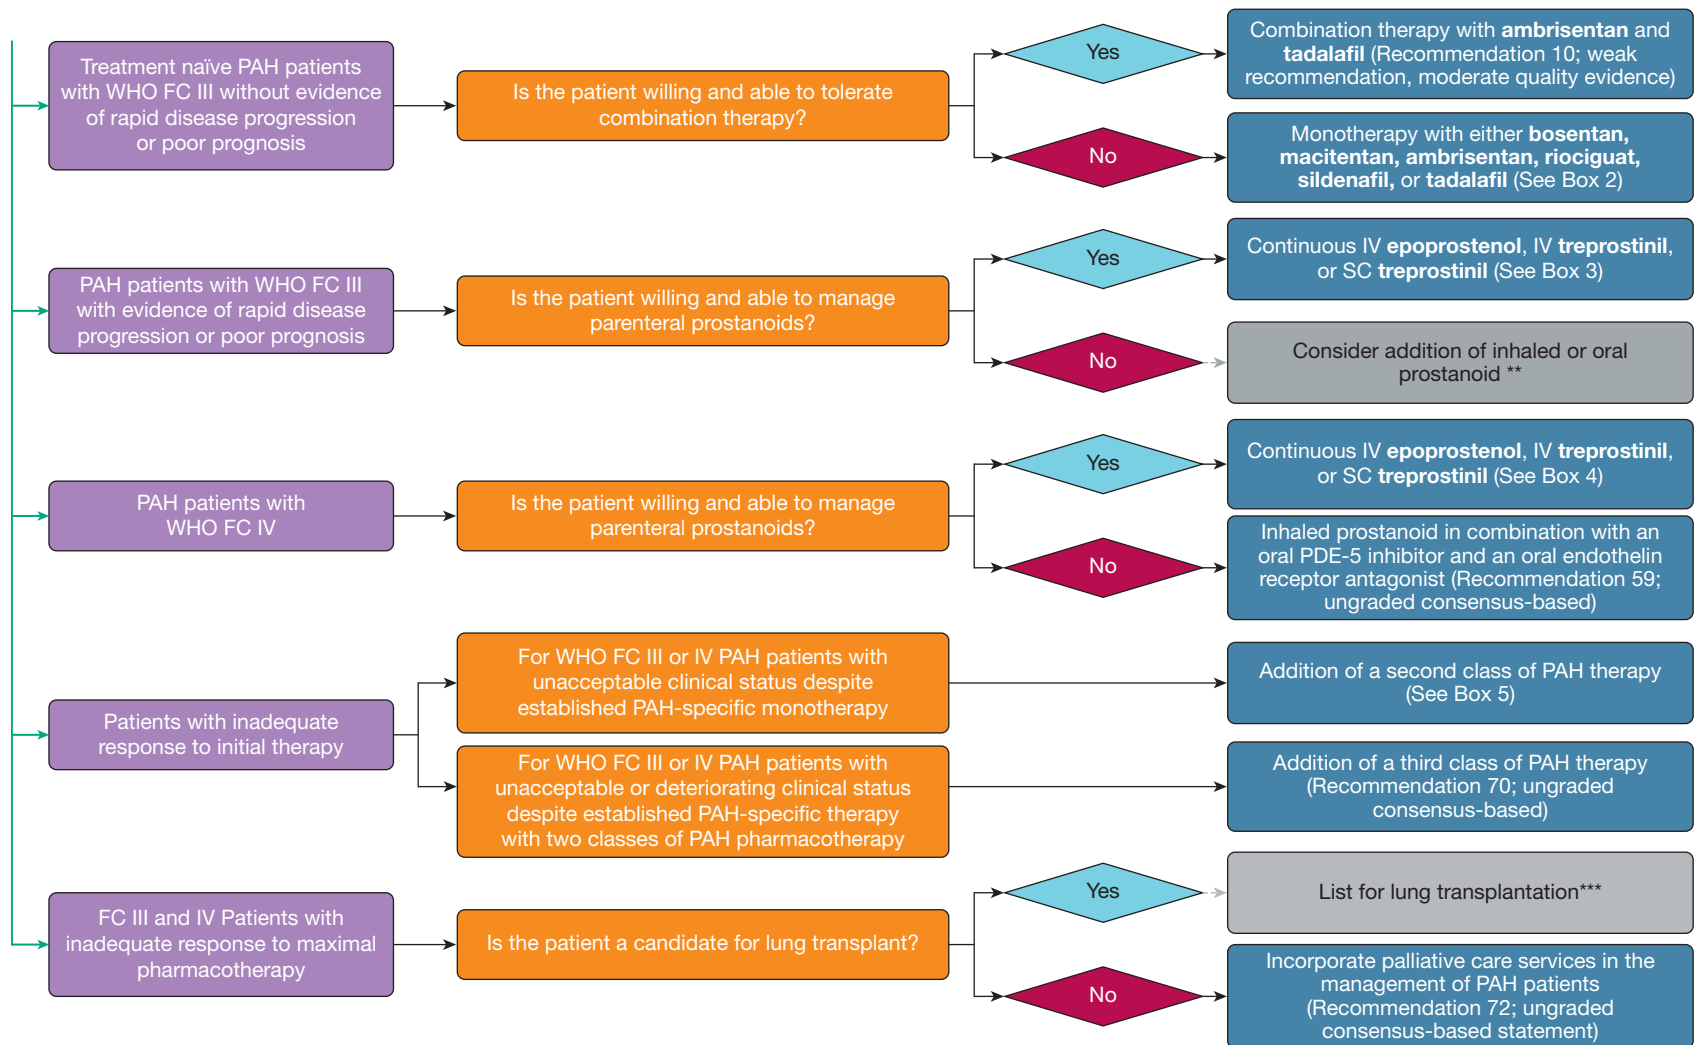 Treatment naïve PAH patients
with WHO FC III without evidence
of rapid disease progression
or poor prognosis
Is the patient willing and able to tolerate
combination therapy?
Yes
Combination therapy with ambrisentan and
tadalafil (Recommendation 10; weak
recommendation, moderate quality evidence)
No
Monotherapy with either bosentan,
macitentan, ambrisentan, riociguat,
sildenafil, or tadalafil (See Box 2)
PAH patients with WHO FC III
with evidence of rapid disease
progression or poor prognosis
Is the patient willing and able to manage
parenteral prostanoids?
Yes
Continuous IV epoprostenol, IV treprostinil,
or SC treprostinil (See Box 3)
No
Consider addition of inhaled or oral
prostanoid **
PAH patients with
WHO FC IV
Is the patient willing and able to manage
parenteral prostanoids?
Yes
Continuous IV epoprostenol, IV treprostinil,
or SC treprostinil (See Box 4)
No
Inhaled prostanoid in combination with an
oral PDE-5 inhibitor and an oral endothelin
receptor antagonist (Recommendation 59;
ungraded consensus-based)
Patients with inadequate
response to initial therapy
For WHO FC III or IV PAH patients with
unacceptable clinical status despite
established PAH-specific monotherapy
Addition of a second class of PAH therapy
(See Box 5)
For WHO FC III or IV PAH patients with
unacceptable or deteriorating clinical status
despite established PAH-specific therapy
with two classes of PAH pharmacotherapy
Addition of a third class of PAH therapy
(Recommendation 70; ungraded
consensus-based)
FC III and IV Patients with
inadequate response to maximal
pharmacotherapy
Is the patient a candidate for lung transplant?
Yes
List for lung transplantation***
No
Incorporate palliative care services in the
management of PAH patients
(Recommendation 72; ungraded
consensus-based statement)